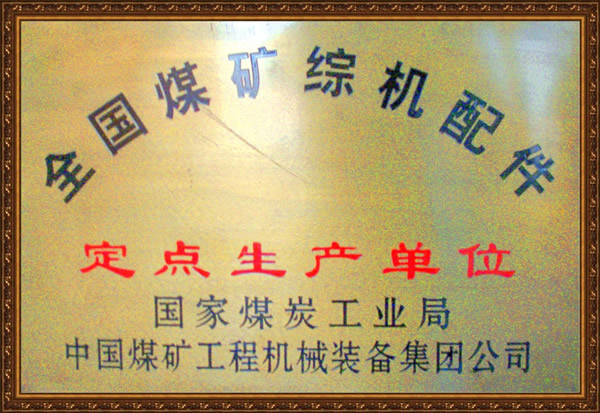 全国煤矿综机配件
定点生产单位
国家煤炭工业局
中国煤矿工程机械装备集团公司